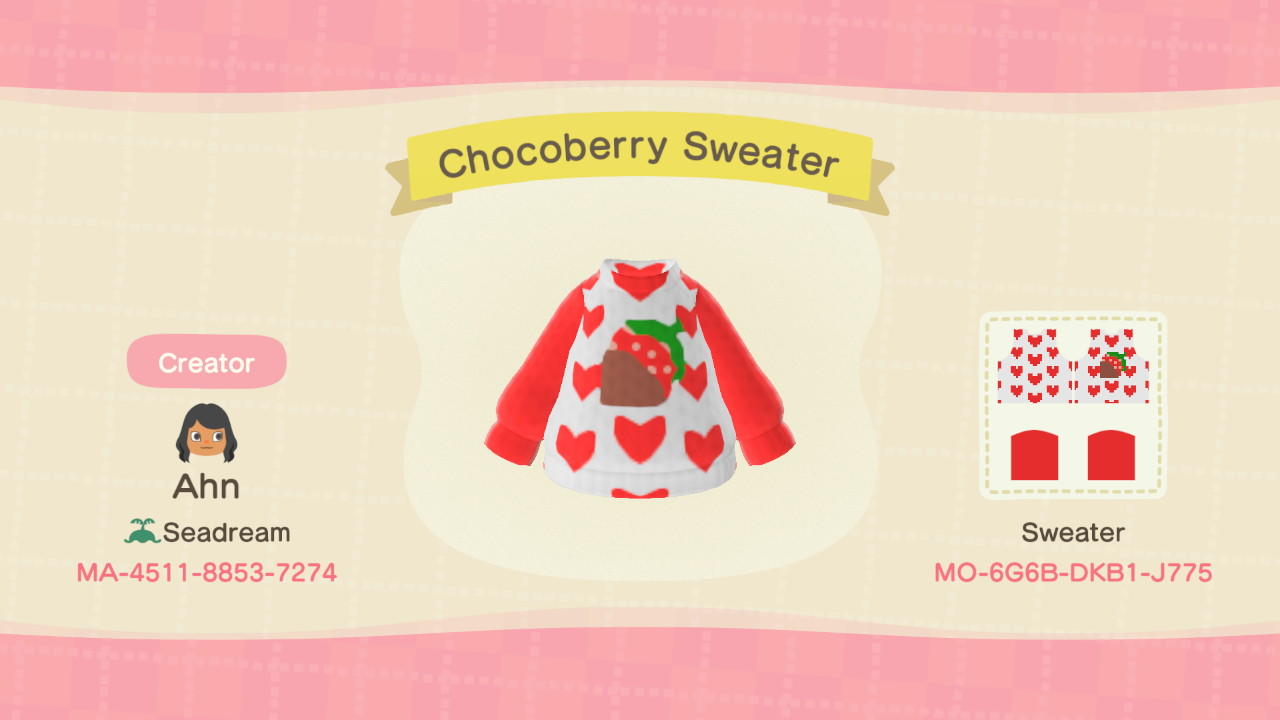 Chocoberry Sweater
Creator
Ahn
Seadream
MA-4511-8853-7274
Sweater
MO-6G6B-DKB1-J775